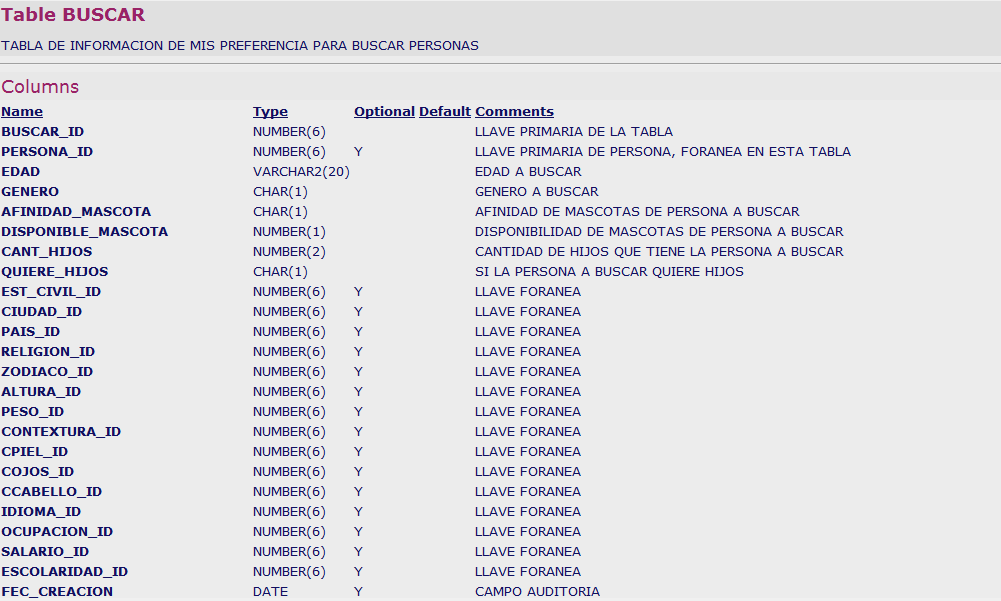 Table BUSCAR
TABLA DE INFORMACION DE MIS PREFERENCIA PARA BUSCAR PERSONAS
Columns
Name Type Optional Default Comments
BUSCAR_ID NUMBER(6) LLAVE PRIMARIA DE LA TABLA
PERSONA_ID NUMBER(6) Y LLAVE PRIMARIA DE PERSONA, FORANEA EN ESTA TABLA
EDAD VARCHAR2(20) EDAD A BUSCAR
GENERO CHAR(1) GENERO A BUSCAR
AFINIDAD_MASCOTA CHAR(1) AFINIDAD DE MASCOTAS DE PERSONA A BUSCAR
DISPONIBLE_MASCOTA NUMBER(1) DISPONIBILIDAD DE MASCOTAS DE PERSONA A BUSCAR
CANT_HIJOS NUMBER(2) CANTIDAD DE HIJOS QUE TIENE LA PERSONA A BUSCAR
QUIERE_HIJOS CHAR(1) SI LA PERSONA A BUSCAR QUIERE HIJOS
EST_CIVIL_ID NUMBER(6) Y LLAVE FORANEA
CIUDAD_ID NUMBER(6) Y LLAVE FORANEA
PAIS_ID NUMBER(6) Y LLAVE FORANEA
RELIGION_ID NUMBER(6) Y LLAVE FORANEA
ZODIACO_ID NUMBER(6) Y LLAVE FORANEA
ALTURA_ID NUMBER(6) Y LLAVE FORANEA
PESO_ID NUMBER(6) Y LLAVE FORANEA
CONTEXTURA_ID NUMBER(6) Y LLAVE FORANEA
CPIEL_ID NUMBER(6) Y LLAVE FORANEA
COJOS_ID NUMBER(6) Y LLAVE FORANEA
CCABELLO_ID NUMBER(6) Y LLAVE FORANEA
IDIOMA_ID NUMBER(6) Y LLAVE FORANEA
OCUPACION_ID NUMBER(6) Y LLAVE FORANEA
SALARIO_ID NUMBER(6) Y LLAVE FORANEA
ESCOLARIDAD_ID NUMBER(6) Y LLAVE FORANEA
FEC_CREACION DATE Y CAMPO AUDITORIA